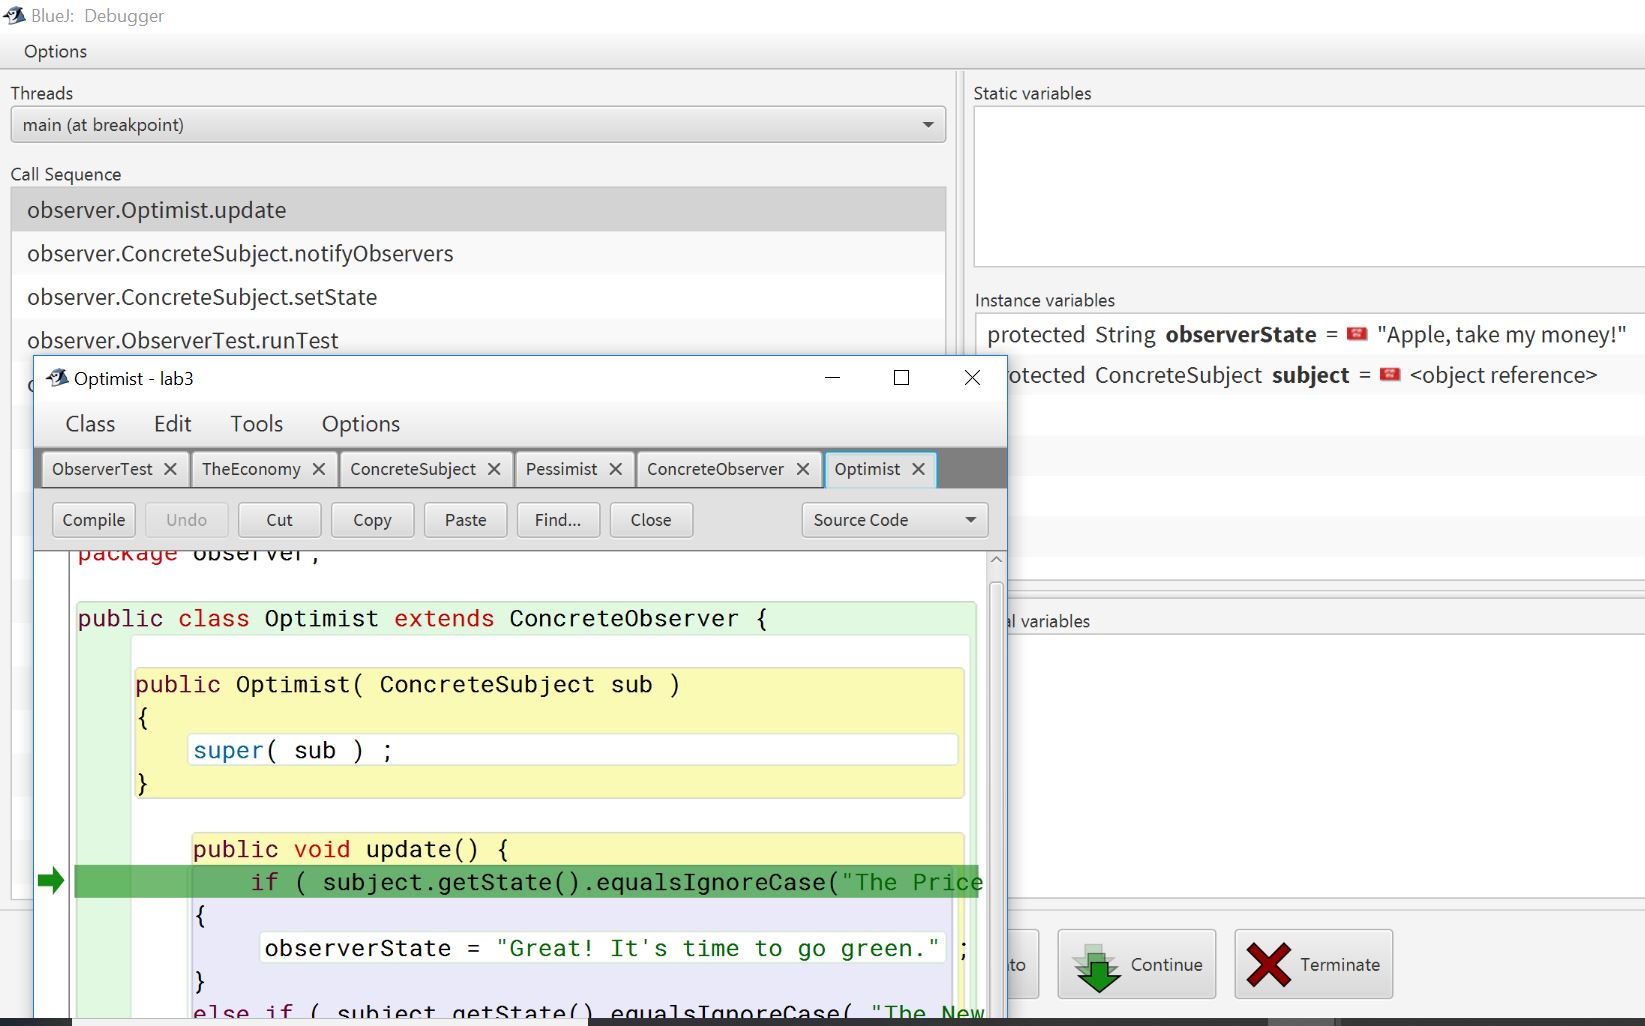 BlueJ: Debugger
Options
Threads
main (at breakpoint)
Call Sequence
observer.Optimist.update
observer.ConcreteSubject.notifyObservers
observer.ConcreteSubject.setState
observer.ObserverTest.runTest
Static variables
Instance variables
protected String observerState = "Apple, take my money!"
otected ConcreteSubject subject = <object reference>
al variables
Optimist - lab3
Class Edit Tools Options
ObserverTest TheEconomy ConcreteSubject Pessimist ConcreteObserver Optimist
Compile Undo Cut Copy Paste Find... Close Source Code
package observer;
public class Optimist extends ConcreteObserver {
public Optimist( ConcreteSubject sub )
{
super( sub ) ;
}
public void update() {
if ( subject.getState().equalsIgnoreCase("The Price
{
observerState = "Great! It's time to go green." ;
}
else if ( subject.getState().equalsIgnoreCase( "The New
to Continue Terminate